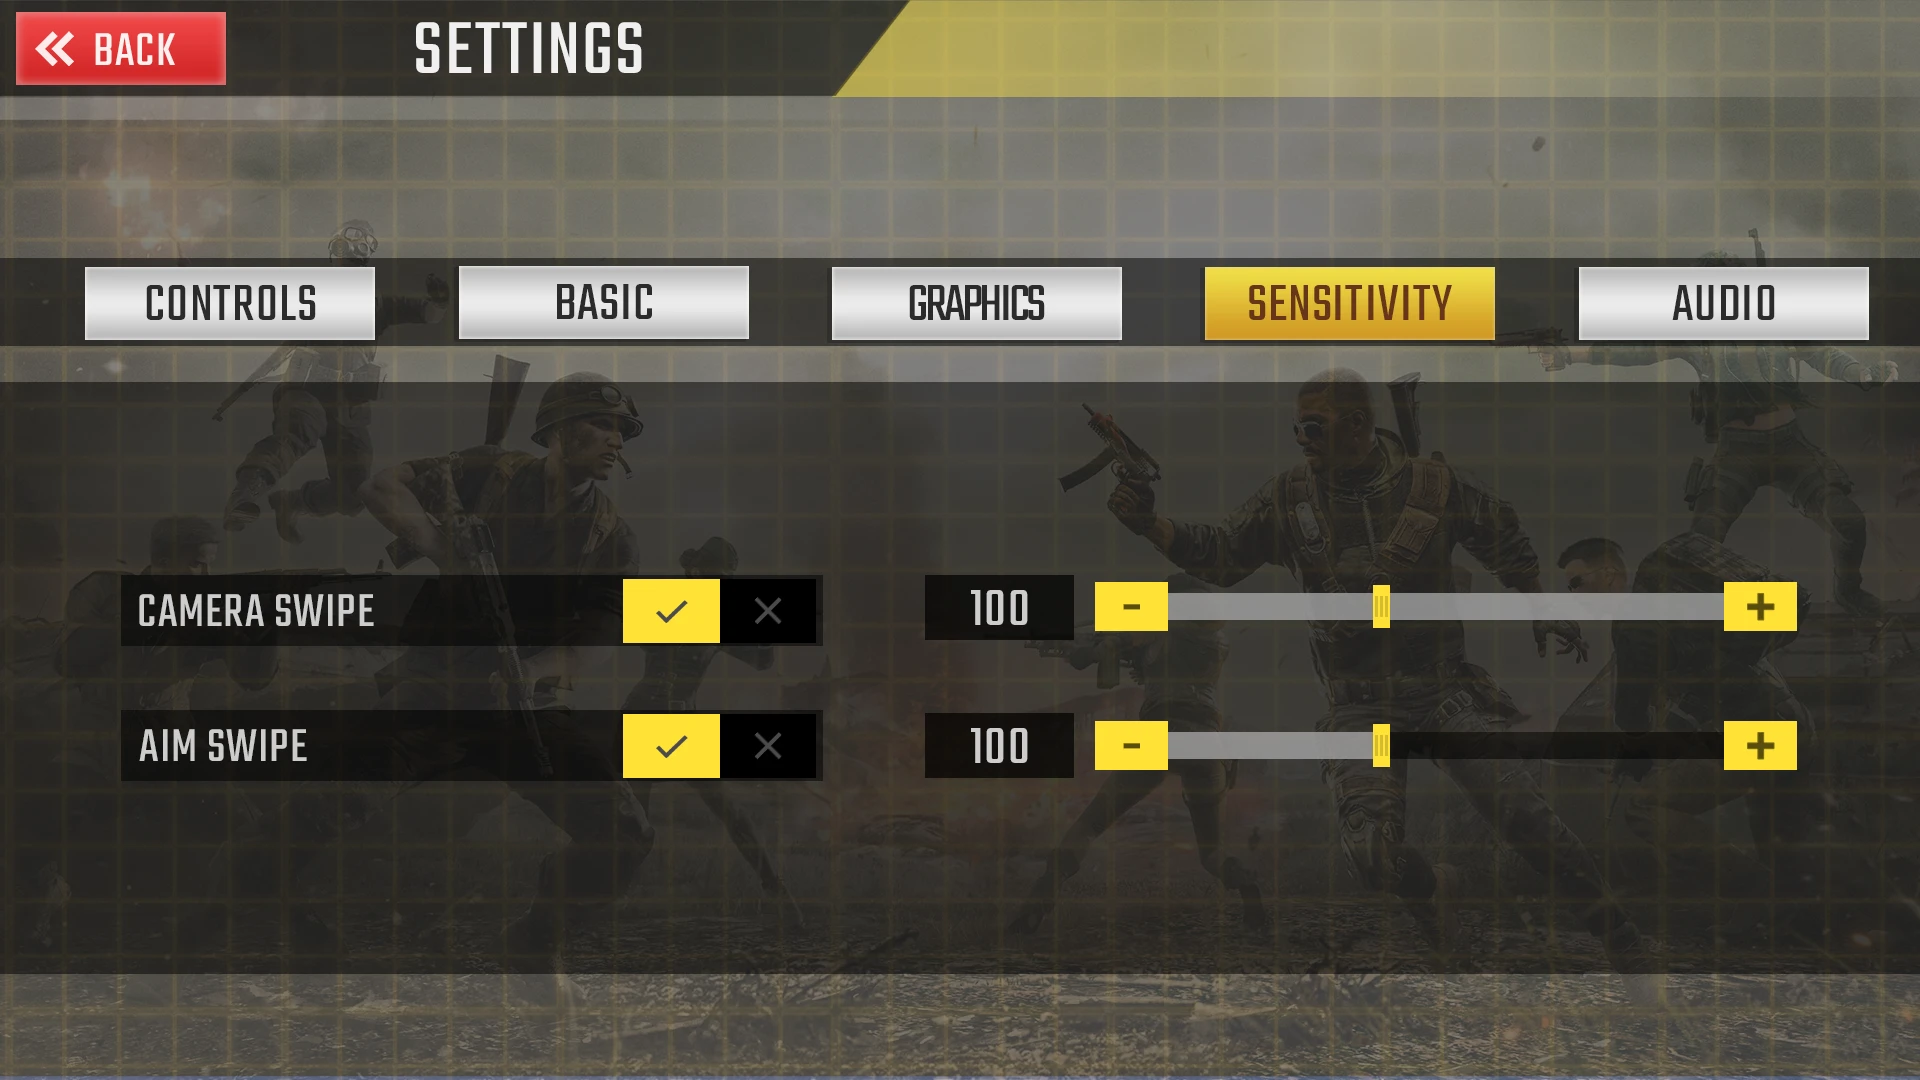 BACK
SETTINGS
CONTROLS
BASIC
GRAPHICS
SENSITIVITY
AUDIO
CAMERA SWIPE
100
-
+
AIM SWIPE
100
-
+